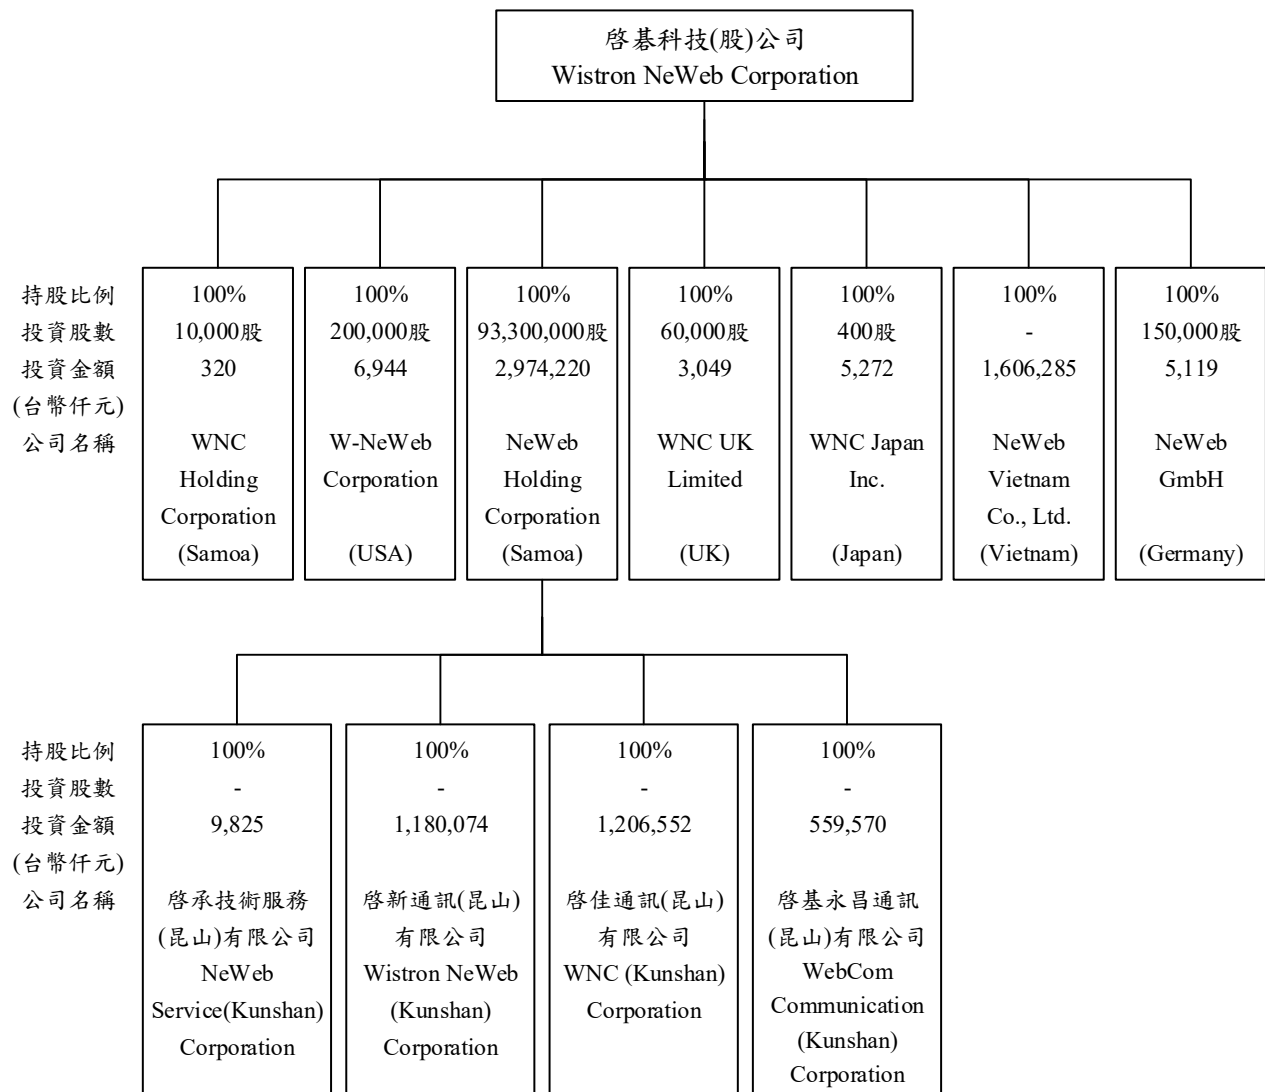 啓碁科技(股)公司
Wistron NeWeb Corporation
持股比例 100% 100% 100% 100% 100% 100% 100%
投資股數 10,000股 200,000股 93,300,000股 60,000股 400股 - 150,000股
投資金額 320 6,944 2,974,220 3,049 5,272 1,606,285 5,119
(台幣仟元)
公司名稱 WNC W-NeWeb NeWeb WNC UK WNC Japan NeWeb NeWeb
Holding Corporation Holding Limited Inc. Vietnam GmbH
Corporation Corporation Co., Ltd.
(Samoa) (USA) (Samoa) (UK) (Japan) (Vietnam) (Germany)
持股比例 100% 100% 100% 100%
投資股數 - - - -
投資金額 9,825 1,180,074 1,206,552 559,570
(台幣仟元)
公司名稱 啓承技術服務 啓新通訊(昆山) 啓佳通訊(昆山) 啓基永昌通訊
(昆山)有限公司 有限公司 有限公司 (昆山)有限公司
NeWeb Wistron NeWeb WNC (Kunshan) WebCom
Service(Kunshan) (Kunshan) Corporation Communication
Corporation Corporation (Kunshan)
Corporation